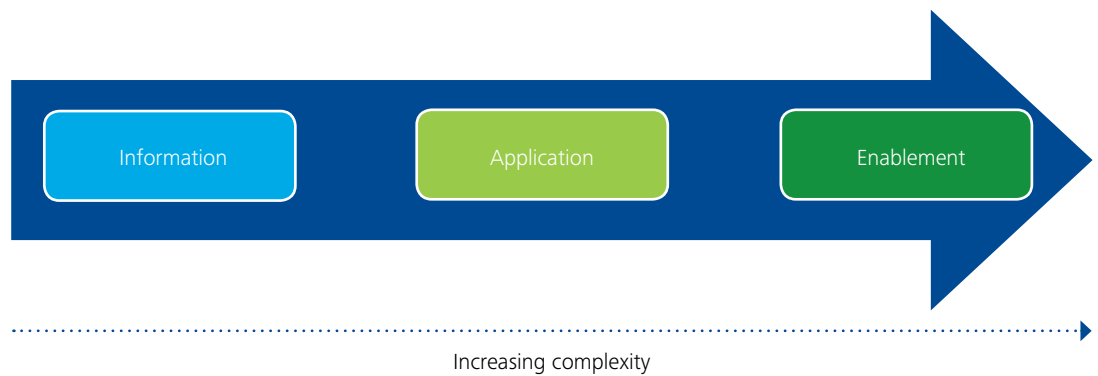 Information
Application
Enablement
Increasing complexity